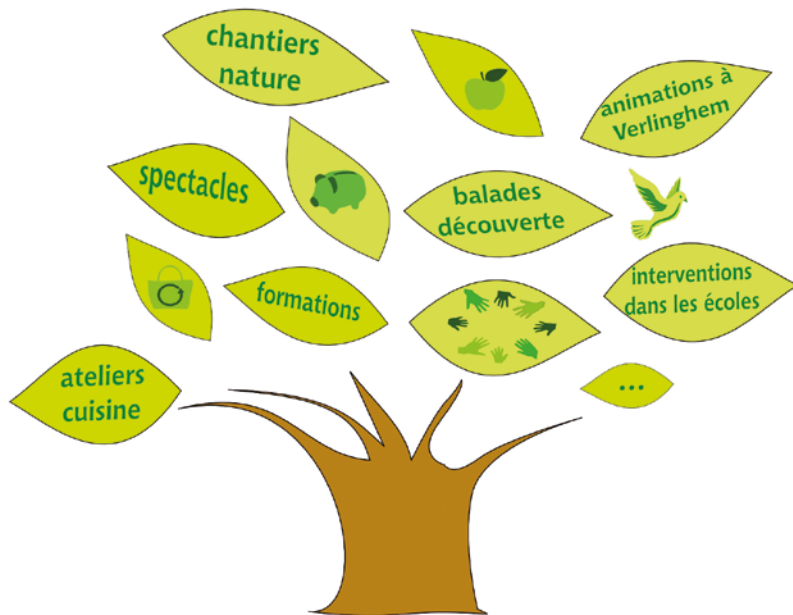 chantiers
nature
animations à
Verlinghem
spectacles
balades
découverte
formations
interventions
dans les écoles
ateliers
cuisine
...